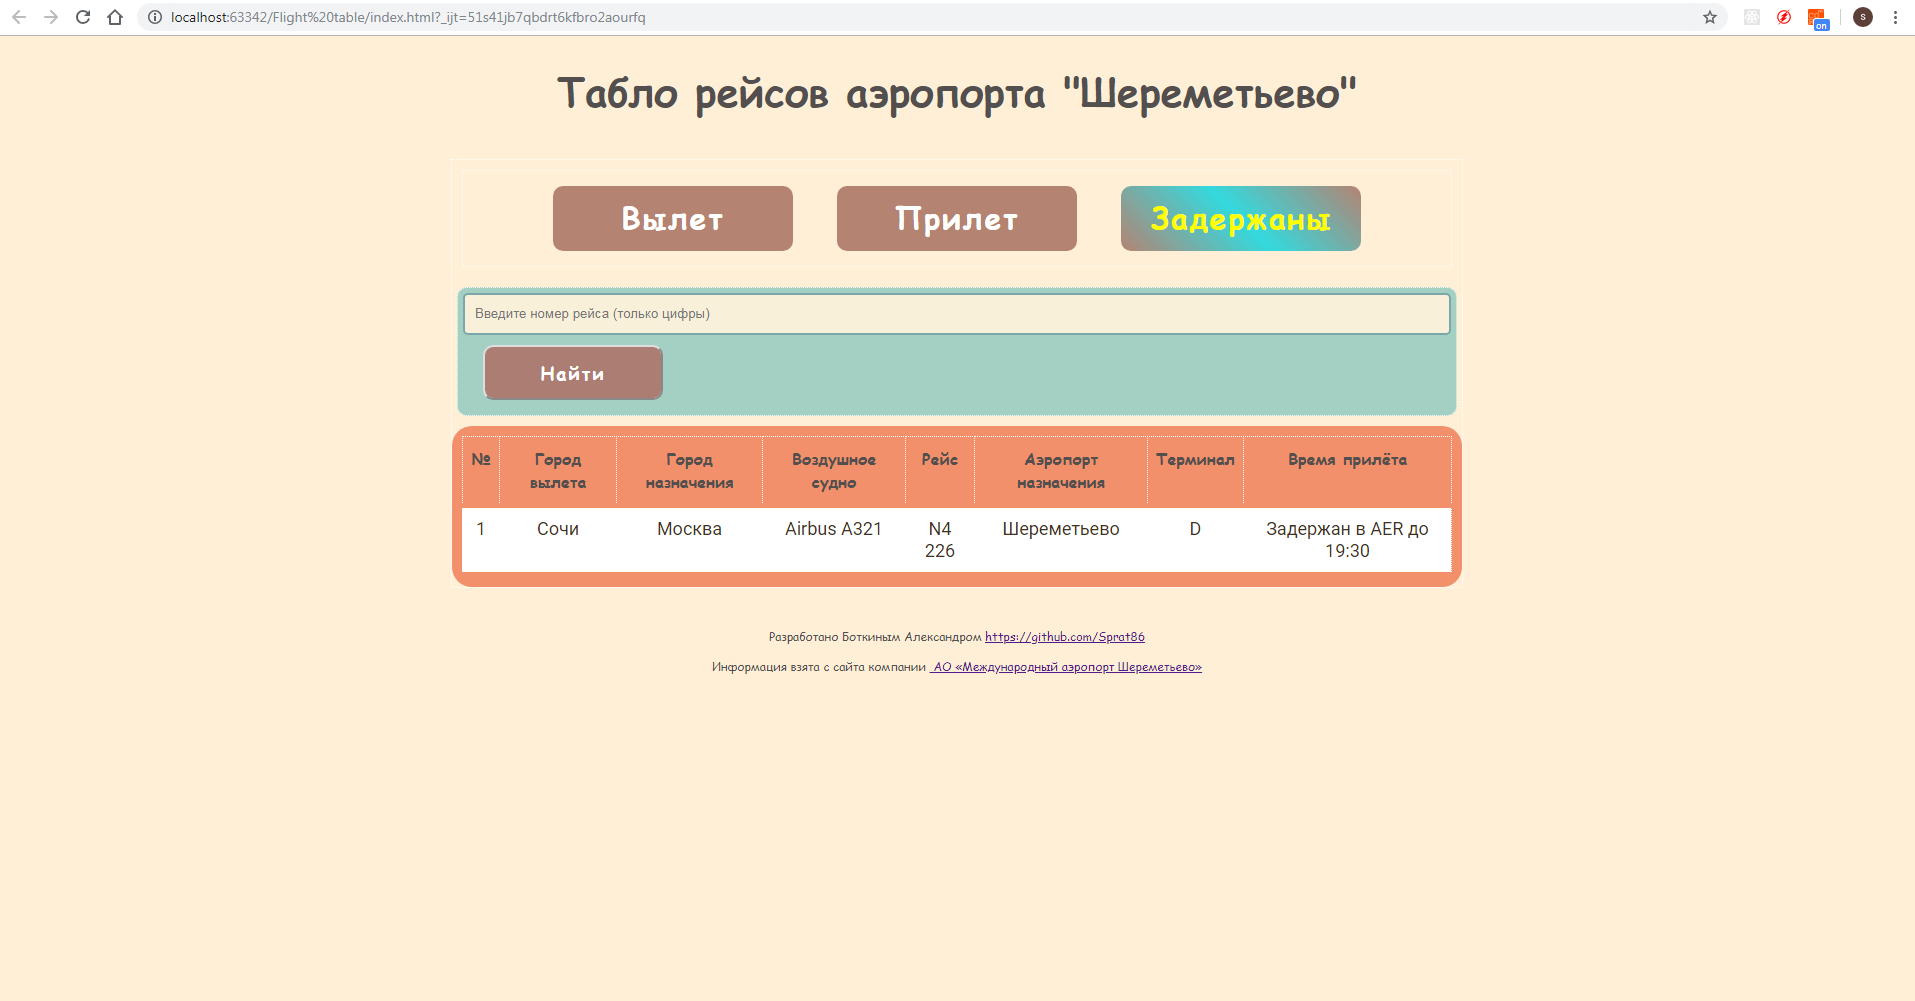 localhost:63342/Flight%20table/index.html?_ijt=51s41jb7qbdrt6kfbro2aourfq
on
S
Табло рейсов аэропорта "Шереметьево"
Вылет Прилет Задержаны
Введите номер рейса (только цифры)
Найти
№ Город вылета Город назначения Воздушное судно Рейс Аэропорт назначения Терминал Время прилёта
1 Сочи Москва Airbus A321 N4 226 Шереметьево D Задержан в AER до 19:30
Разработано Боткиным Александром https://github.com/Sprat86
Информация взята с сайта компании АО «Международный аэропорт Шереметьево»